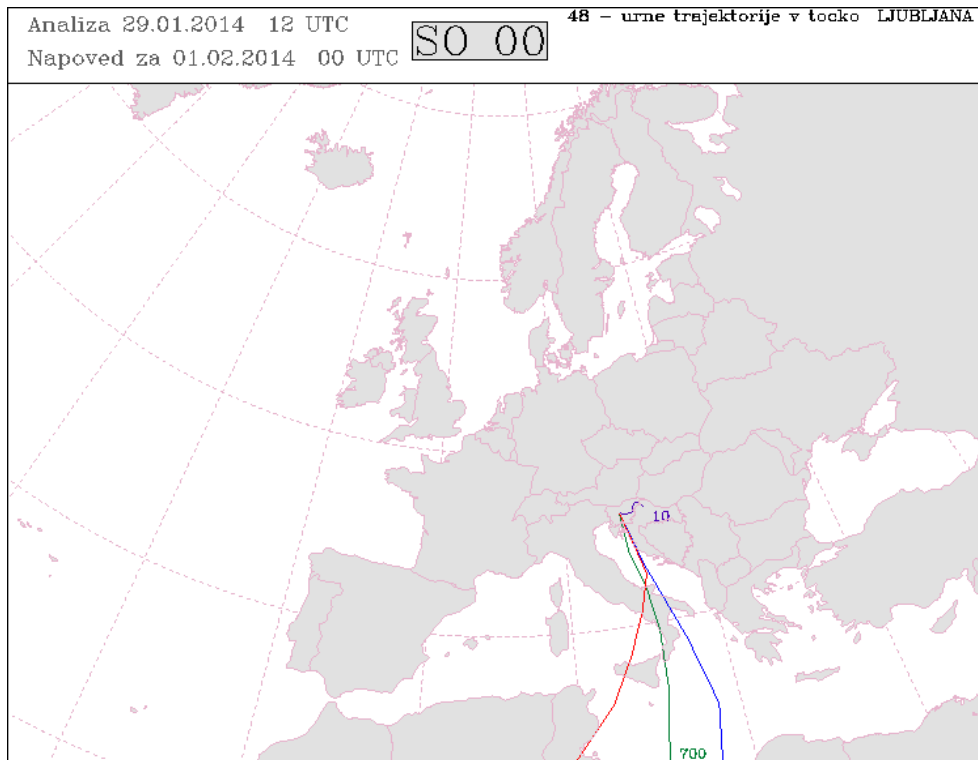 Analiza 29.01.2014 12 UTC
Napoved za 01.02.2014 00 UTC
SO 00
48 - urne trajektorije v tocko LJUBLJANA
10
700